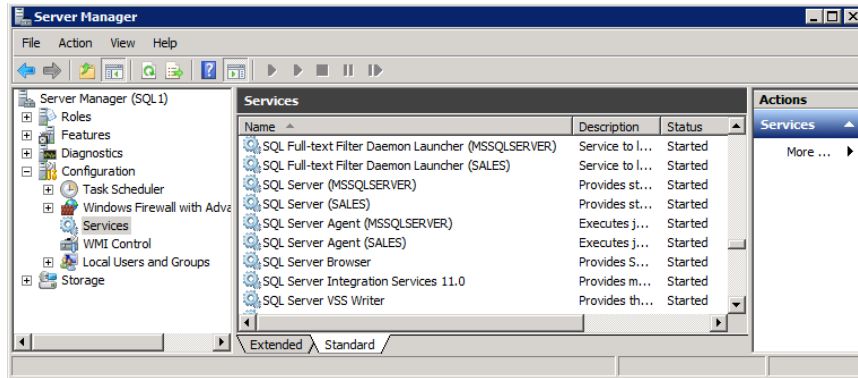 Server Manager
File Action View Help
Server Manager (SQL1)
Roles
Features
Diagnostics
Configuration
Task Scheduler
Windows Firewall with Adva
Services
WMI Control
Local Users and Groups
Storage
Services
Name Description Status
SQL Full-text Filter Daemon Launcher (MSSQLSERVER) Service to l... Started
SQL Full-text Filter Daemon Launcher (SALES) Service to l... Started
SQL Server (MSSQLSERVER) Provides st... Started
SQL Server (SALES) Provides st... Started
SQL Server Agent (MSSQLSERVER) Executes j... Started
SQL Server Agent (SALES) Executes j... Started
SQL Server Browser Provides S... Started
SQL Server Integration Services 11.0 Provides m... Started
SQL Server VSS Writer Provides th... Started
Extended Standard
Actions
Services
More ...